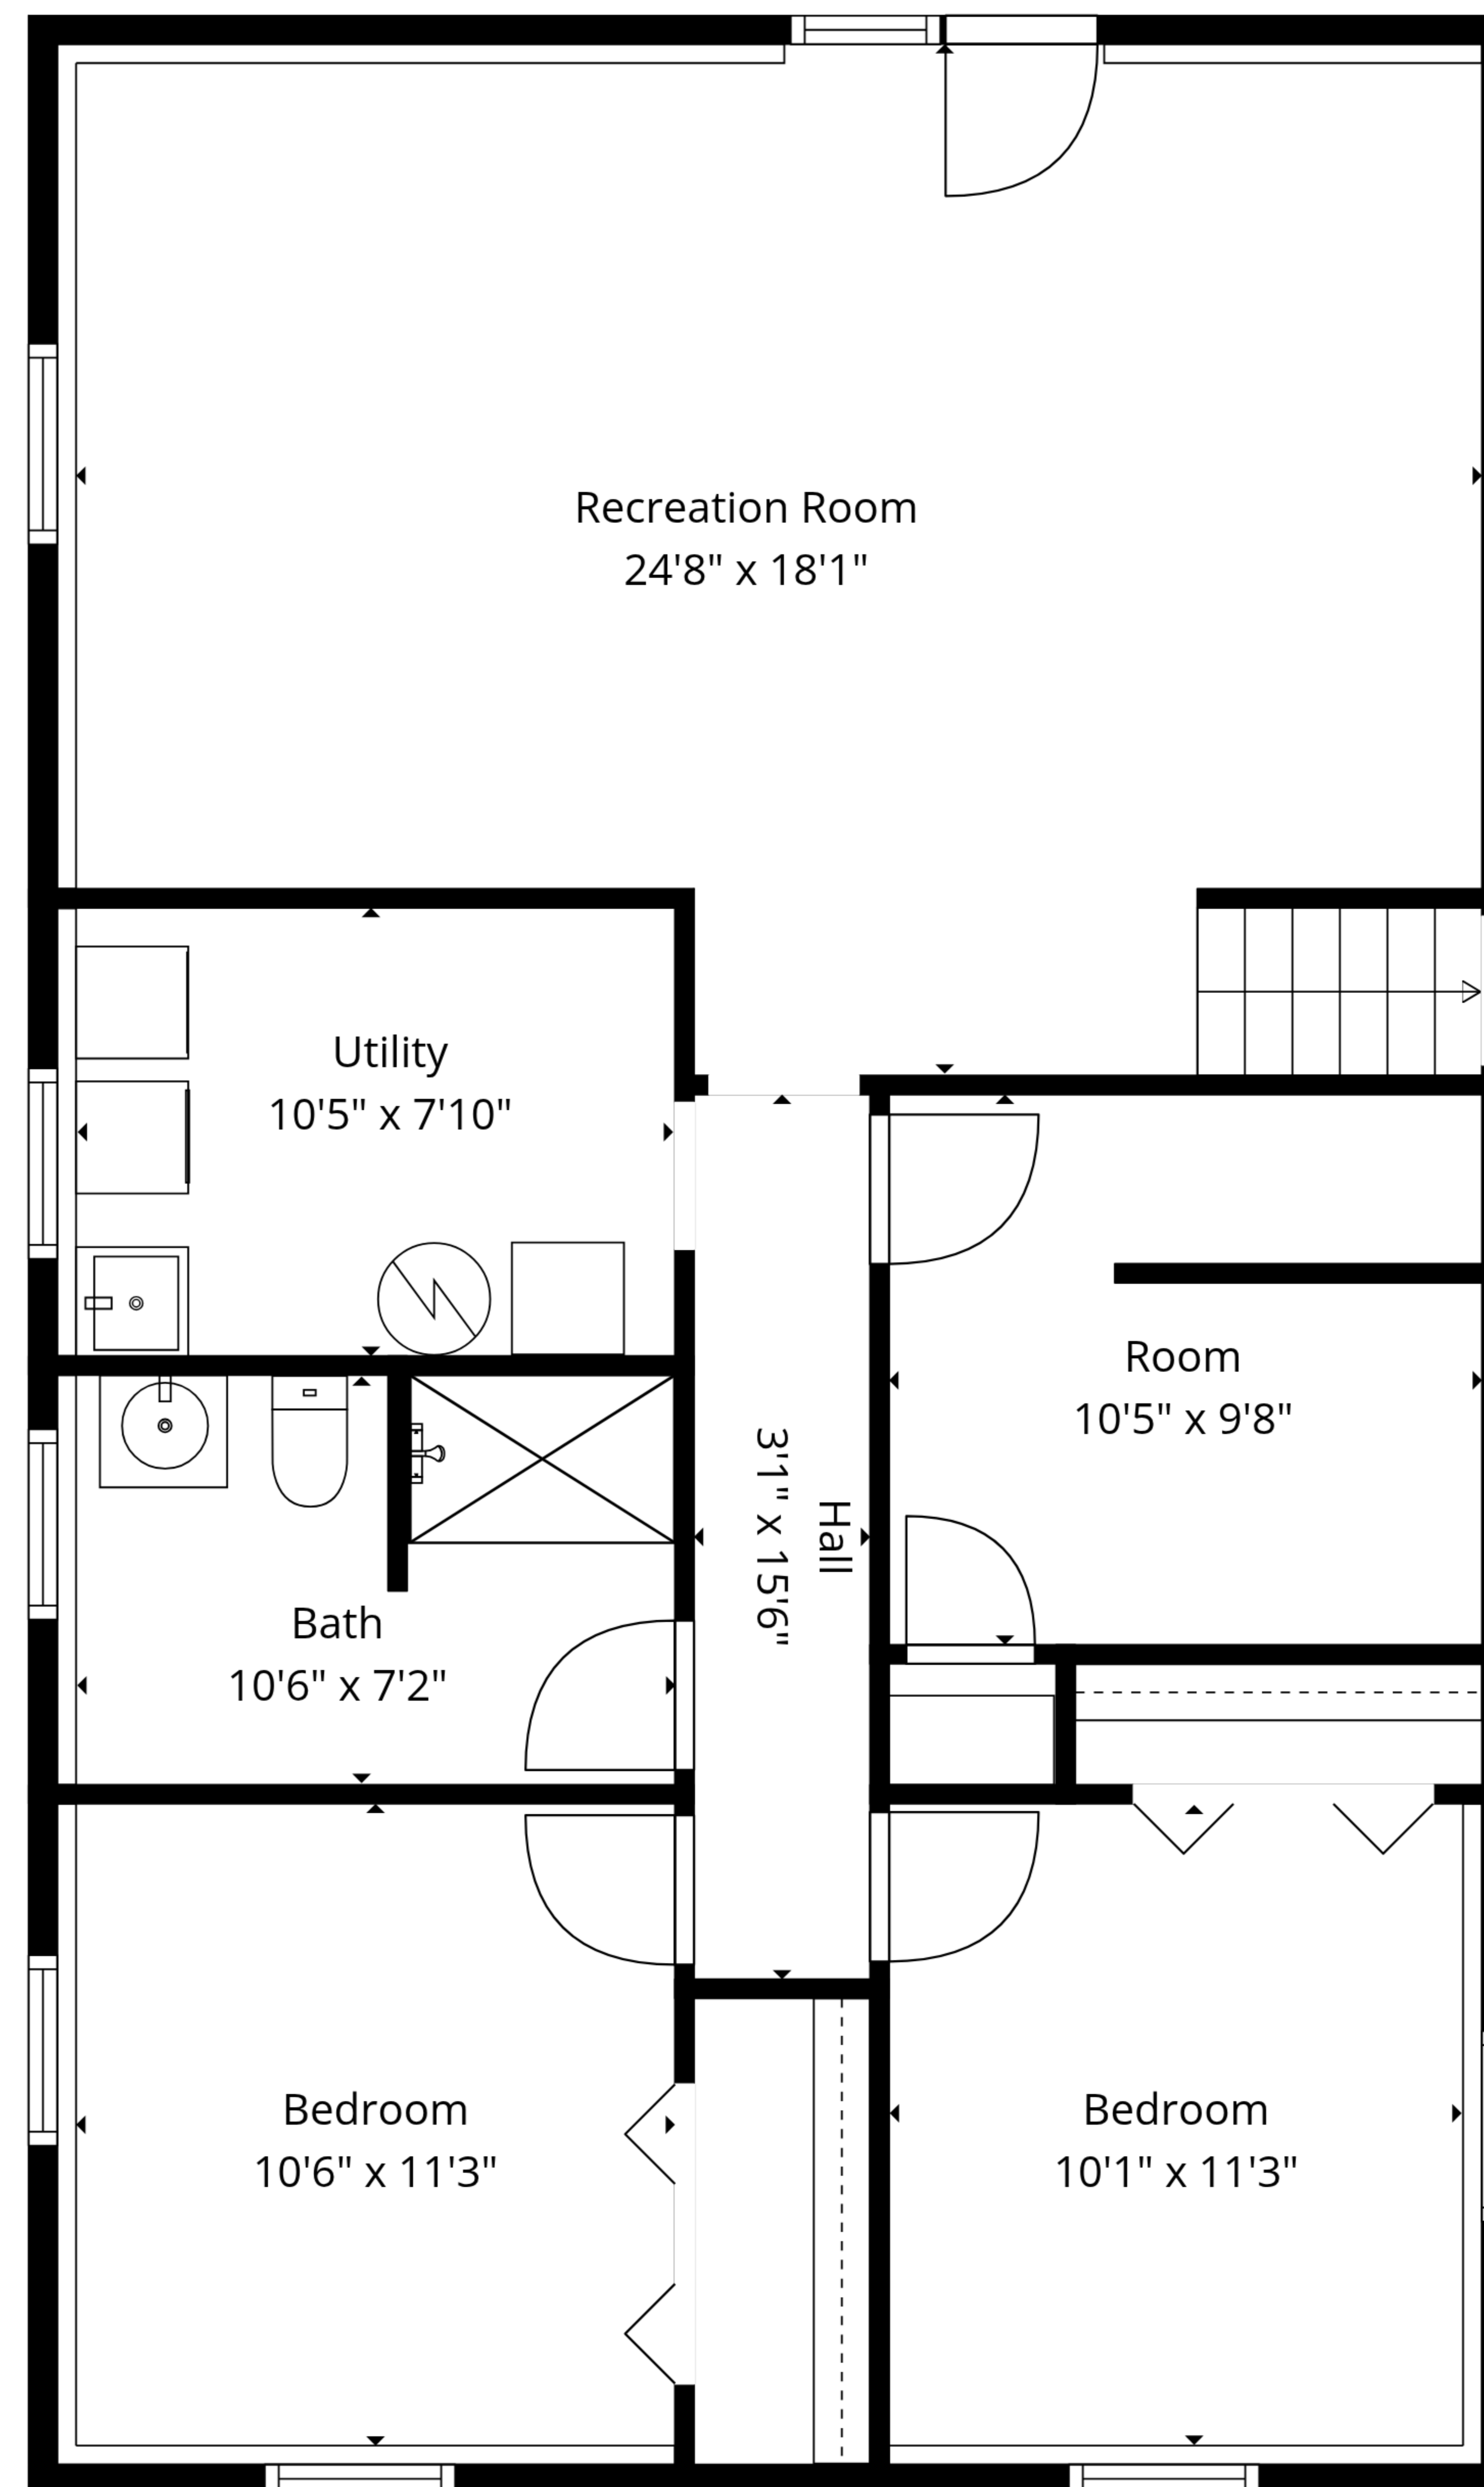 Recreation Room
24'8" x 18'1"
Utility
10'5" x 7'10"
Room
10'5" x 9'8"
Hall
3'1" x 15'6"
Bath
10'6" x 7'2"
Bedroom
10'6" x 11'3"
Bedroom
10'1" x 11'3"